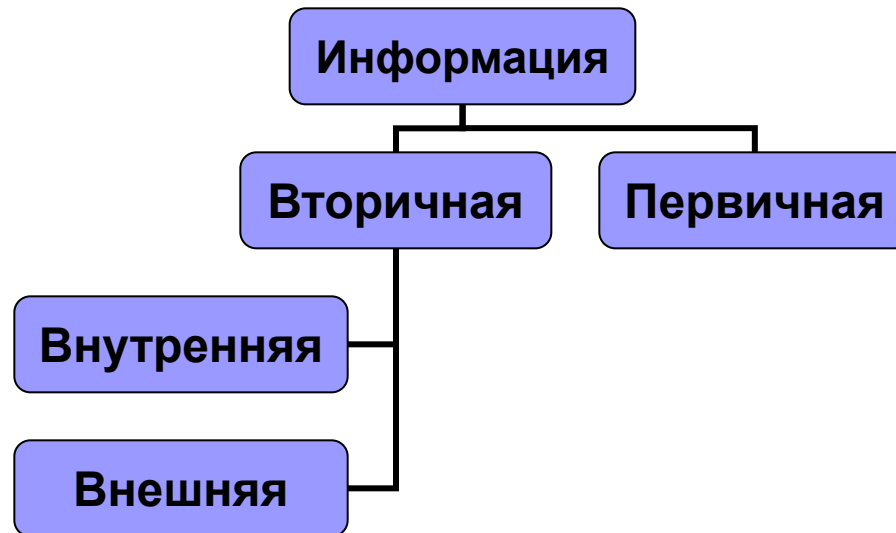 Информация
Вторичная
Первичная
Внутренняя
Внешняя